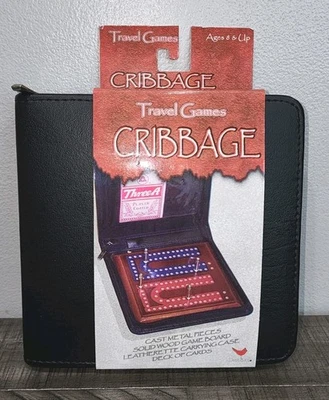 Travel Games
Ages 8 & Up
CRIBBAGE
Travel Games
CRIBBAGE
Three-A
CAST METAL PIECES
SOLID WOOD GAME BOARD
LEATHERETTE CARRYING CASE
DECK OF CARDS